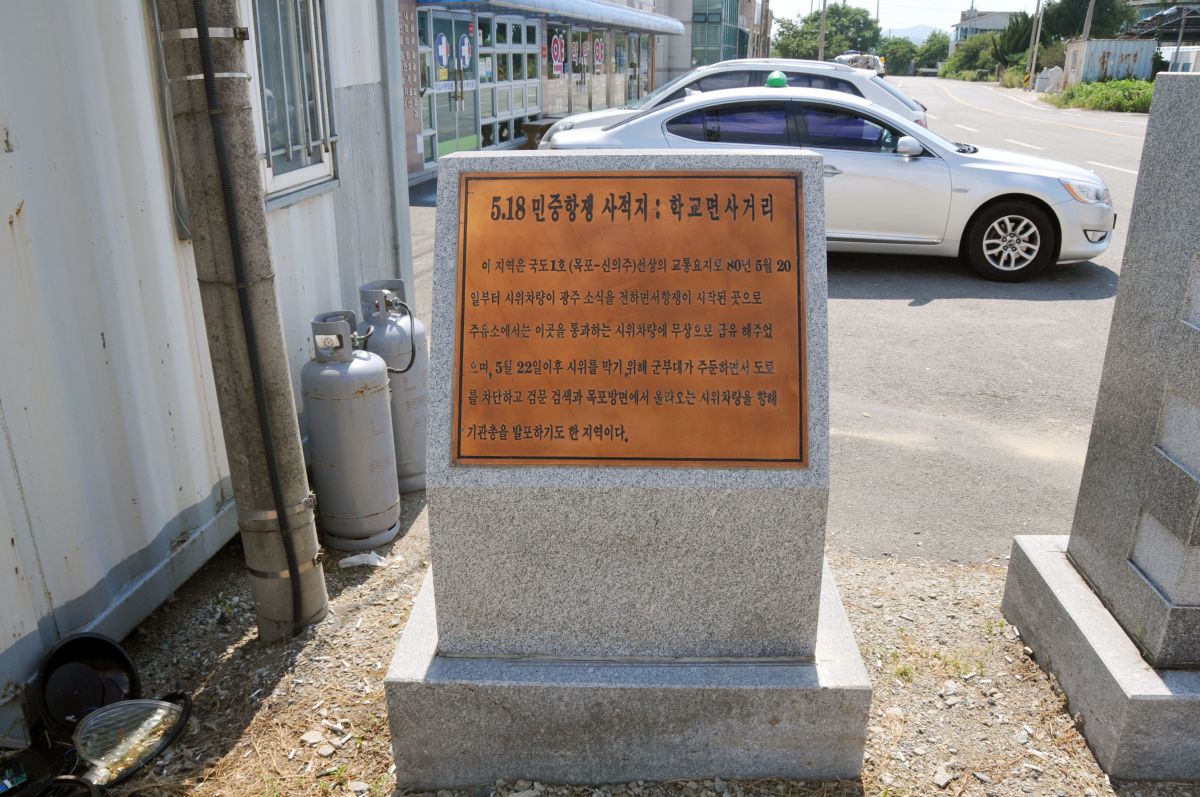 5.18 민중항쟁 사적지 : 학교면사거리
이 지역은 국도1호(목포-신의주)선상의 교통요지로 80년 5월 20
일부터 시위차량이 광주 소식을 전하면서항쟁이 시작된 곳으로
주유소에서는 이곳을 통과하는 시위차량에 무상으로 급유 해주었
으며, 5월 22일이후 시위를 막기 위해 군부대가 주둔하면서 도로
를 차단하고 검문 검색과 목포방면에서 올라오는 시위차량을 향해
기관총을 발포하기도 한 지역이다.